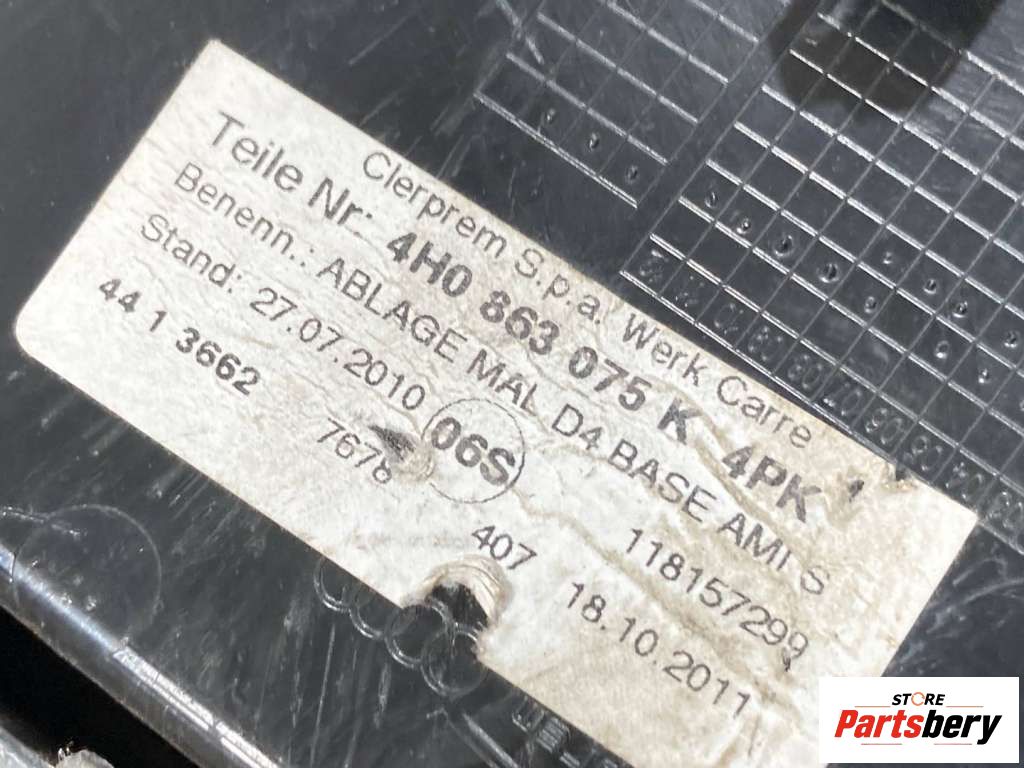 Clerprem S.p.a. Werk Carre
Teile Nr: 4H0 863 075 K 4PK
Benenn.: ABLAGE MAL D4 BASE AMI S
Stand: 27.07.2010 06S 118157299
44 1 3662 7678 407 18.10.2011
STORE
Partsbery